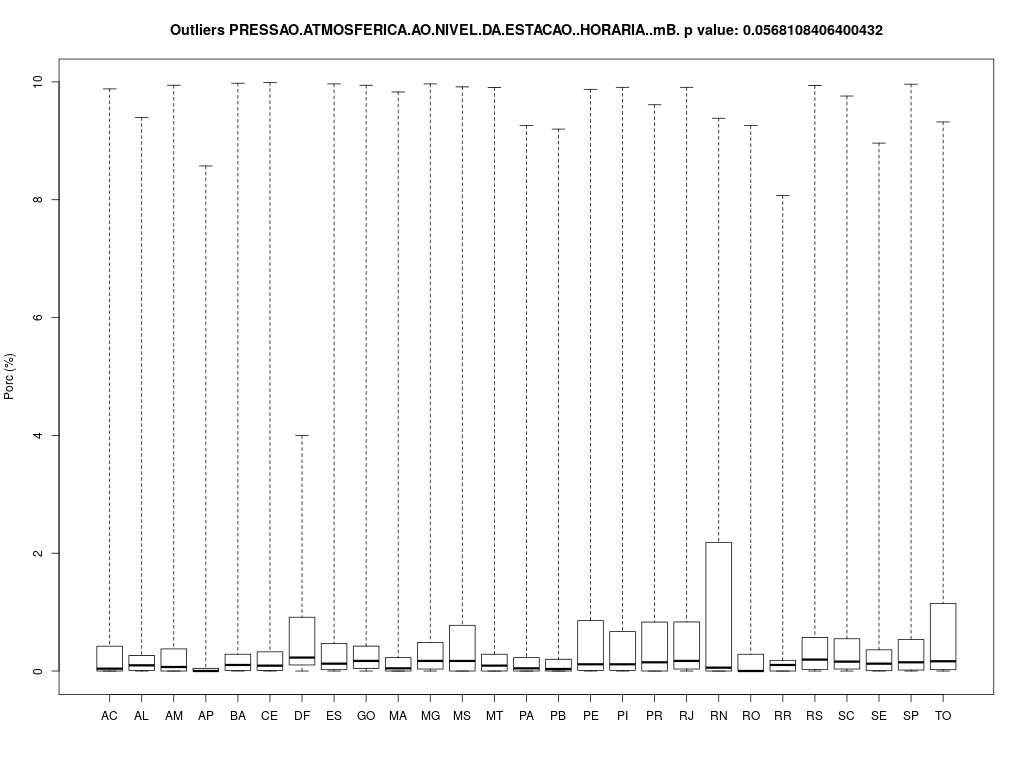 Outliers PRESSAO.ATMOSFERICA.AO.NIVEL.DA.ESTACAO..HORARIA..mB. p value: 0.0568108406400432
10
8
6
4
2
0
Porc (%)
AC AL AM AP BA CE DF ES GO MA MG MS MT PA PB PE PI PR RJ RN RO RR RS SC SE SP TO